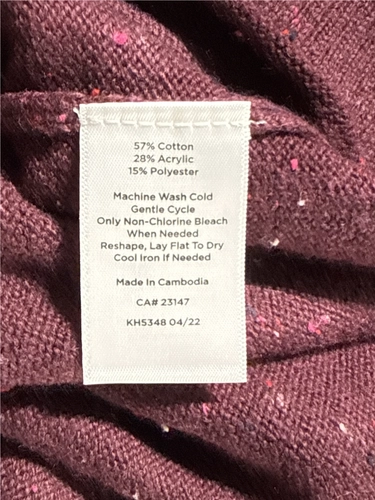 57% Cotton
28% Acrylic
15% Polyester
Machine Wash Cold
Gentle Cycle
Only Non-Chlorine Bleach
When Needed
Reshape, Lay Flat To Dry
Cool Iron If Needed
Made In Cambodia
CA# 23147
KH5348 04/22